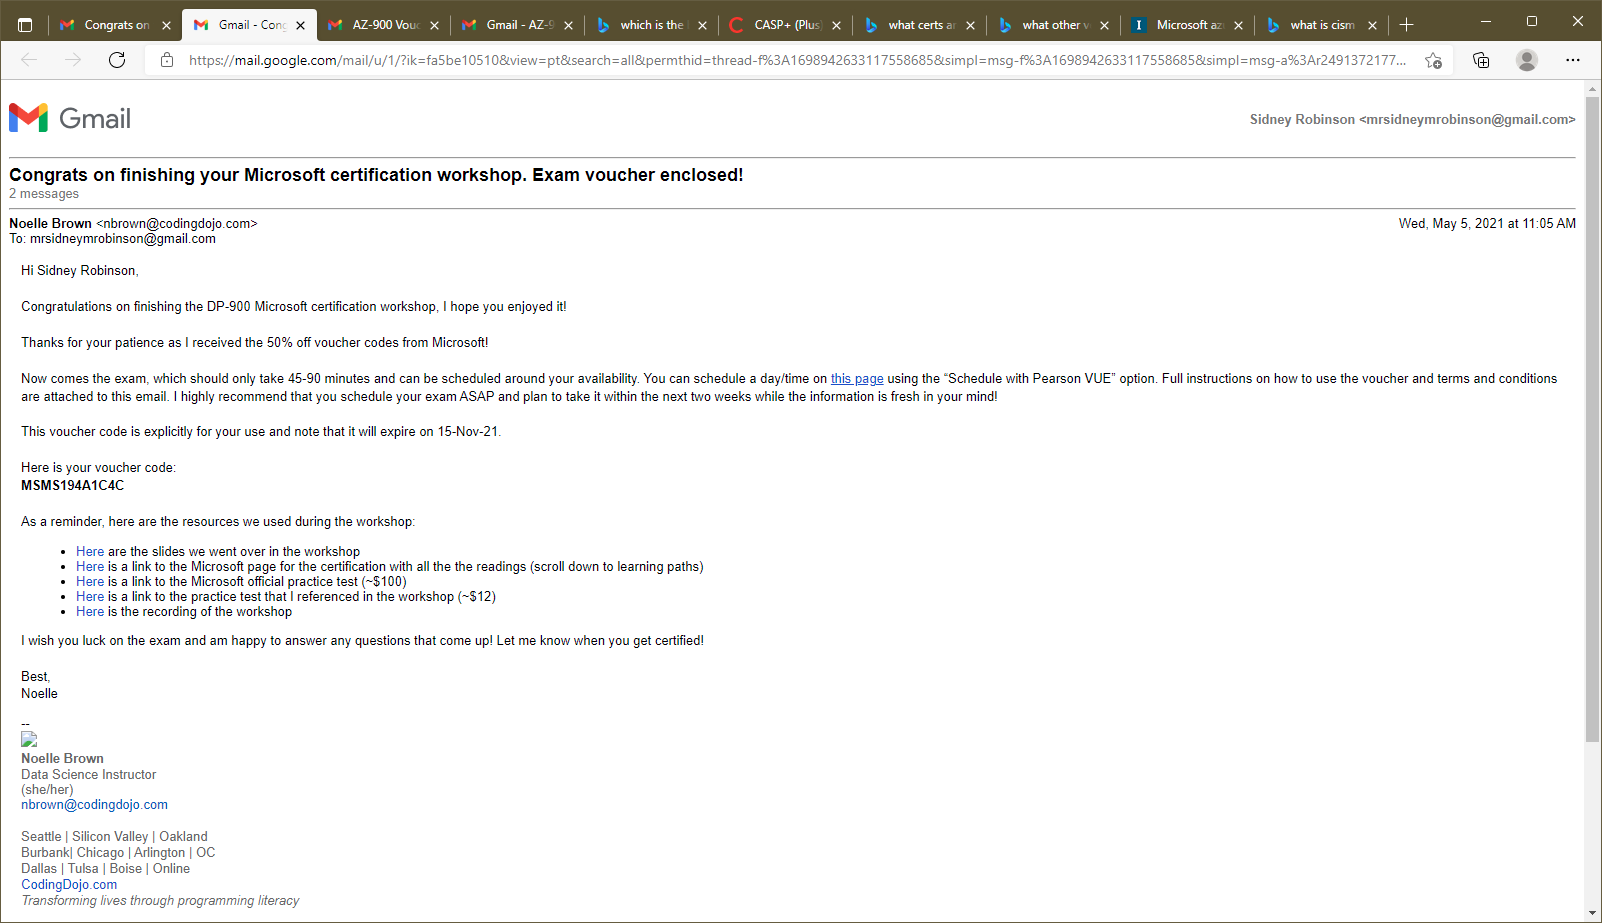 Congrats on
Gmail - Cong
AZ-900 Vouc
Gmail - AZ-9
which is the
CASP+ (Plus)
what certs ar
what other v
Microsoft az
what is cism
https://mail.google.com/mail/u/1/?ik=fa5be10510&view=pt&search=all&permthid=thread-f%3A1698942633117558685&simpl=msg-f%3A1698942633117558685&simpl=msg-a%3Ar2491372177...
Gmail
Sidney Robinson <mrsidneymrobinson@gmail.com>
Congrats on finishing your Microsoft certification workshop. Exam voucher enclosed!
2 messages
Noelle Brown <nbrown@codingdojo.com>
Wed, May 5, 2021 at 11:05 AM
To: mrsidneymrobinson@gmail.com
Hi Sidney Robinson,
Congratulations on finishing the DP-900 Microsoft certification workshop, I hope you enjoyed it!
Thanks for your patience as I received the 50% off voucher codes from Microsoft!
Now comes the exam, which should only take 45-90 minutes and can be scheduled around your availability. You can schedule a day/time on this page using the “Schedule with Pearson VUE” option. Full instructions on how to use the voucher and terms and conditions
are attached to this email. I highly recommend that you schedule your exam ASAP and plan to take it within the next two weeks while the information is fresh in your mind!
This voucher code is explicitly for your use and note that it will expire on 15-Nov-21.
Here is your voucher code:
MSMS194A1C4C
As a reminder, here are the resources we used during the workshop:
• Here are the slides we went over in the workshop
• Here is a link to the Microsoft page for the certification with all the the readings (scroll down to learning paths)
• Here is a link to the Microsoft official practice test (~$100)
• Here is a link to the practice test that I referenced in the workshop (~$12)
• Here is the recording of the workshop
I wish you luck on the exam and am happy to answer any questions that come up! Let me know when you get certified!
Best,
Noelle
--
Noelle Brown
Data Science Instructor
(she/her)
nbrown@codingdojo.com
Seattle | Silicon Valley | Oakland
Burbank| Chicago | Arlington | OC
Dallas | Tulsa | Boise | Online
CodingDojo.com
Transforming lives through programming literacy